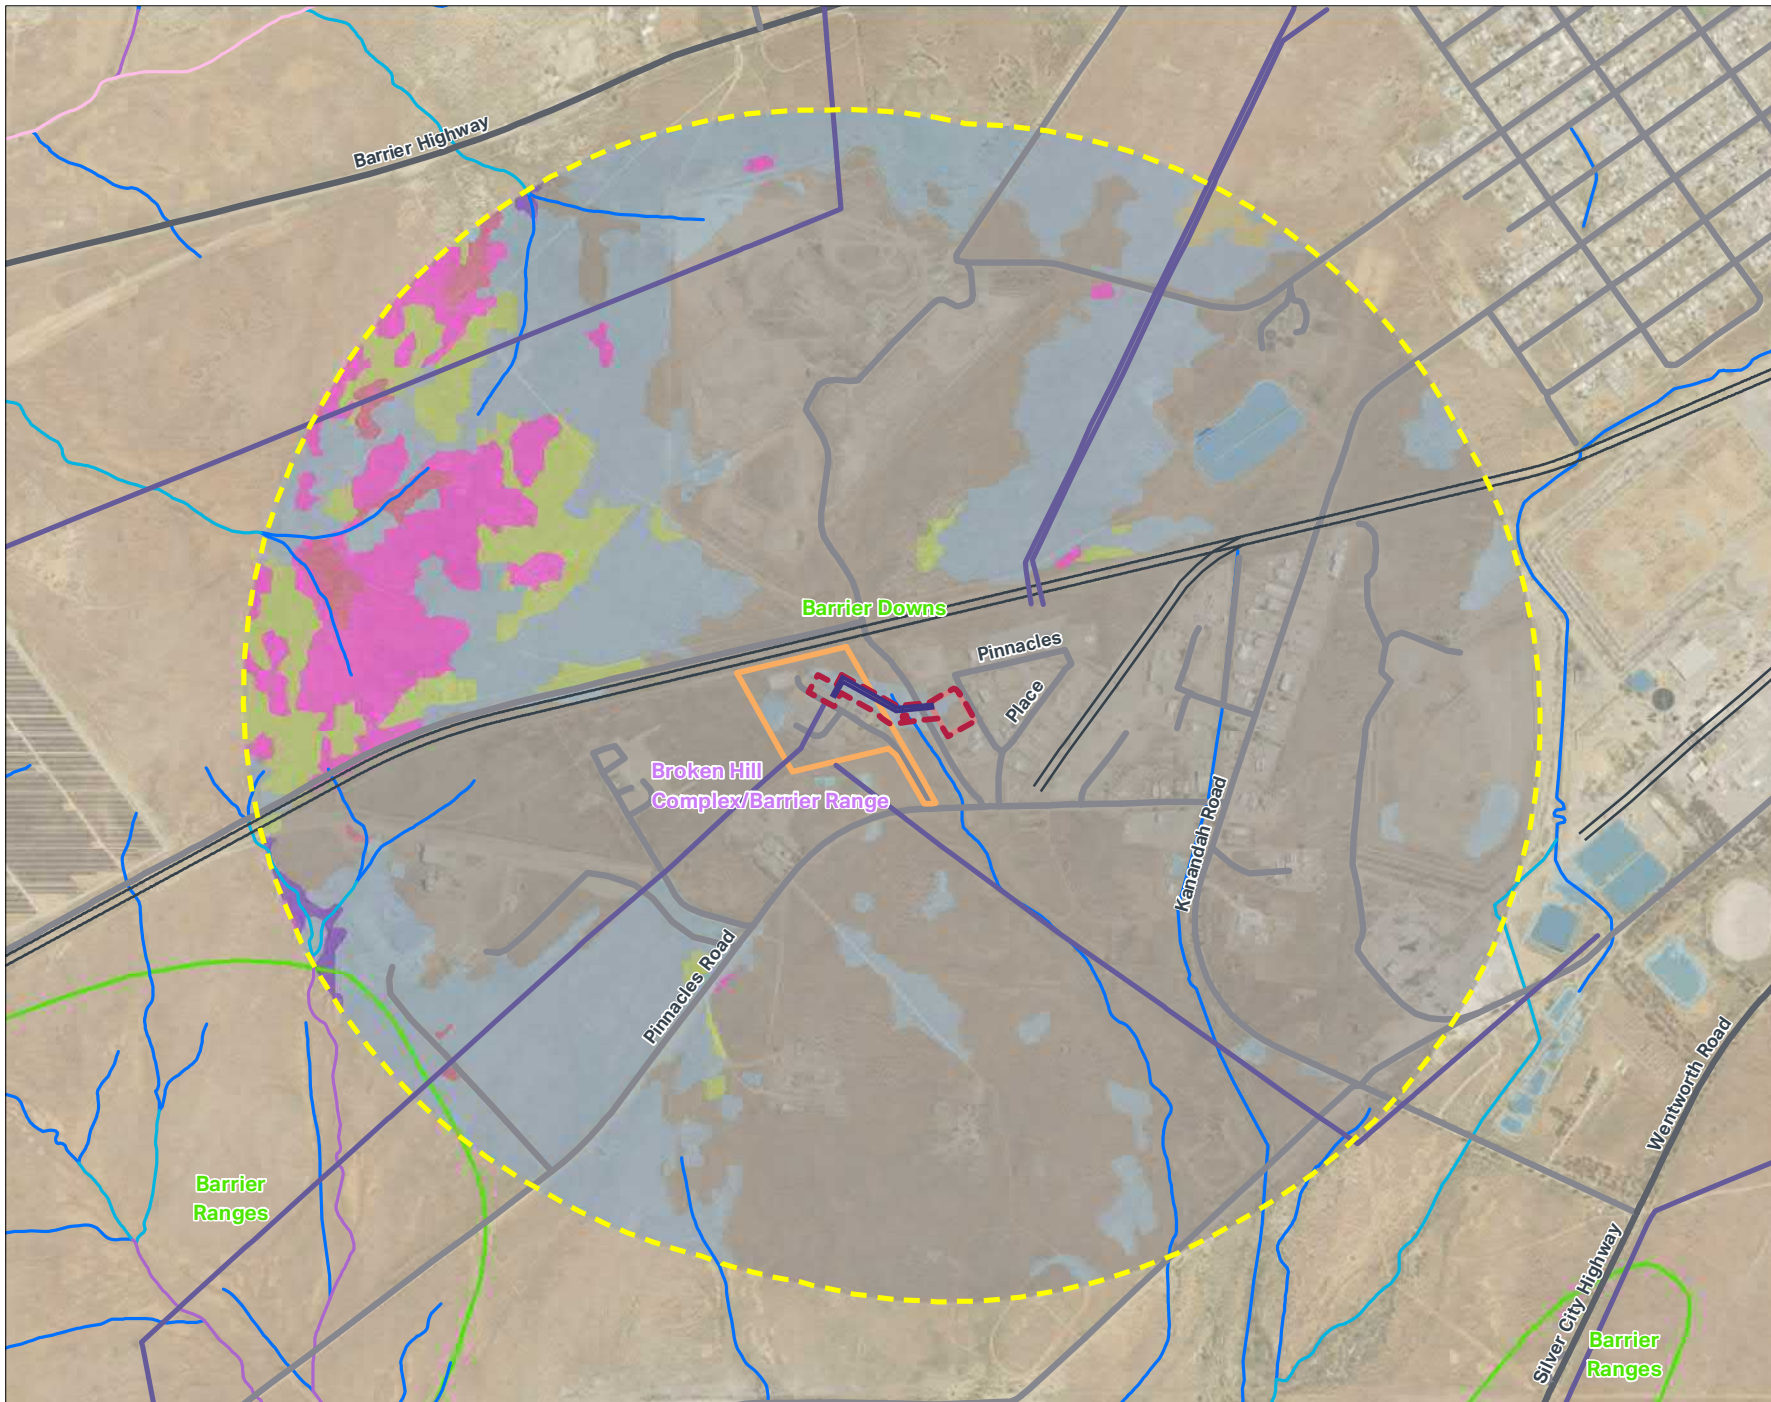 Barrier Highway
Barrier Downs
Pinnacles
Place
Broken Hill
Complex/Barrier Range
Kanandah Road
Pinnacles Road
Wentworth Road
Barrier
Ranges
Silver City Highway
Barrier
Ranges